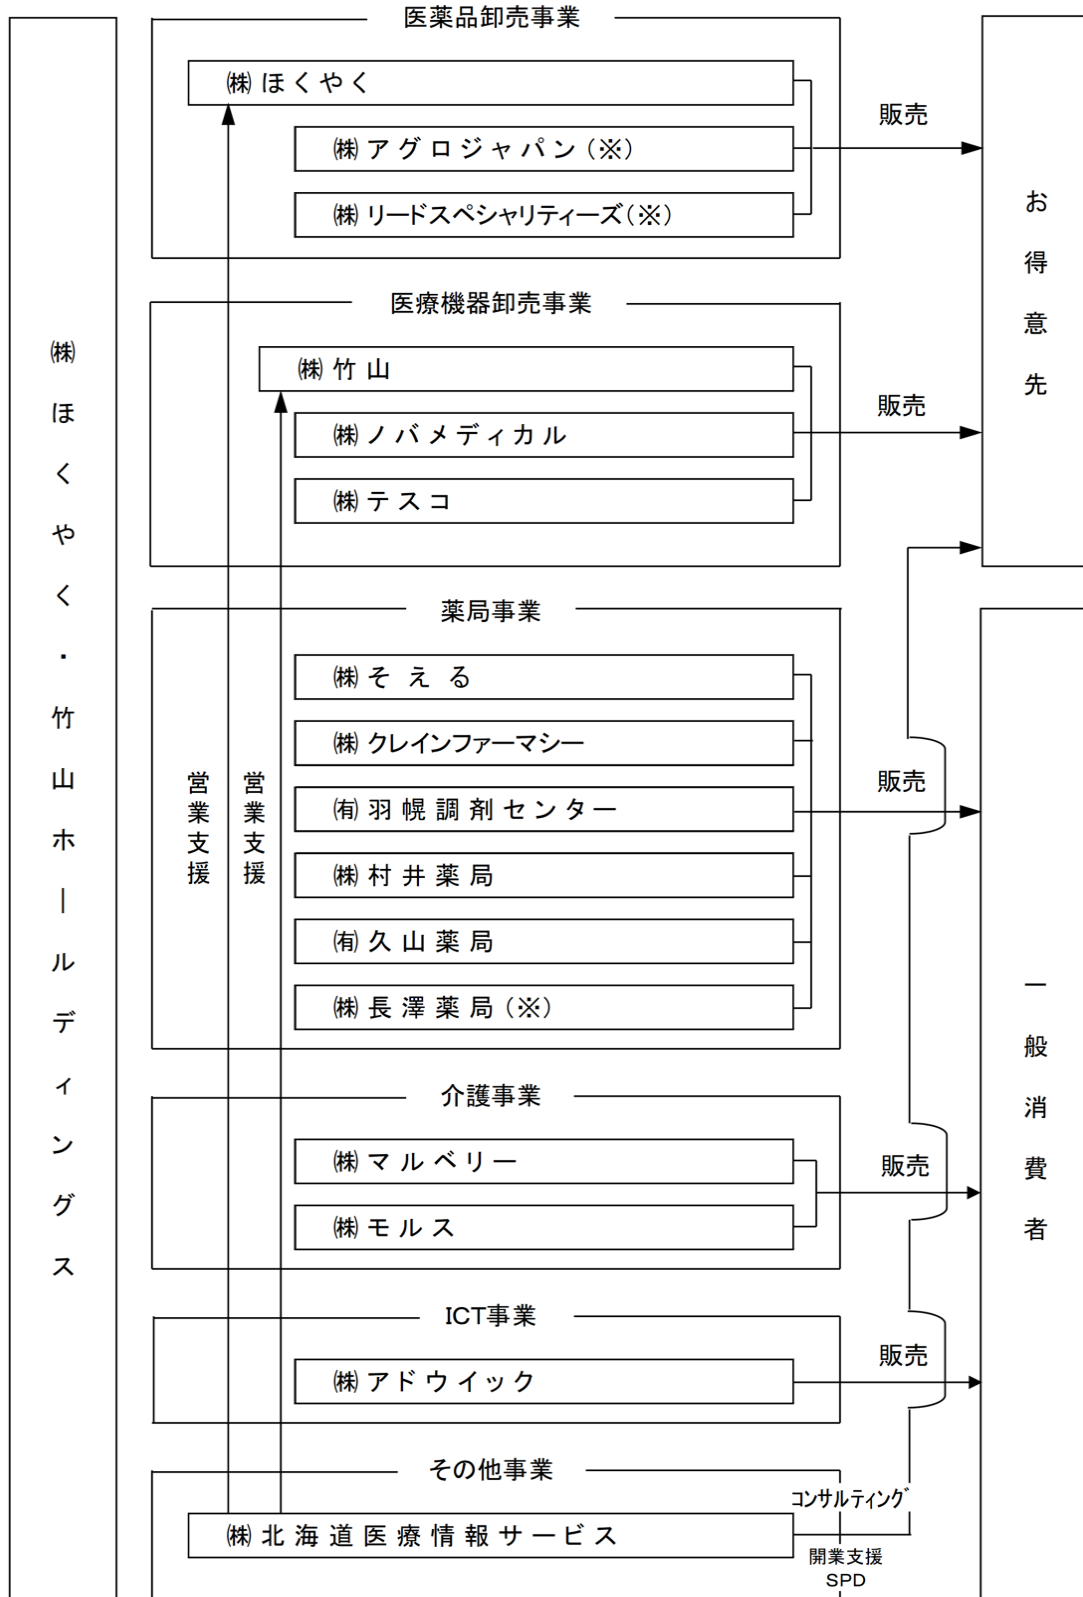 ㈱ほくやく・竹山ホールディングス
医薬品卸売事業
㈱ほくやく
㈱アグロジャパン(※)
㈱リードスペシャリティーズ(※)
販売
お得意先
医療機器卸売事業
㈱竹山
㈱ノバメディカル
㈱テスコ
販売
薬局事業
㈱そえる
㈱クレインファーマシー
㈲羽幌調剤センター
㈱村井薬局
㈲久山薬局
㈱長澤薬局(※)
販売
営業支援
営業支援
一般消費者
介護事業
㈱マルベリー
㈱モルス
販売
ICT事業
㈱アドウイック
販売
その他事業
㈱北海道医療情報サービス
コンサルティング
開業支援
SPD